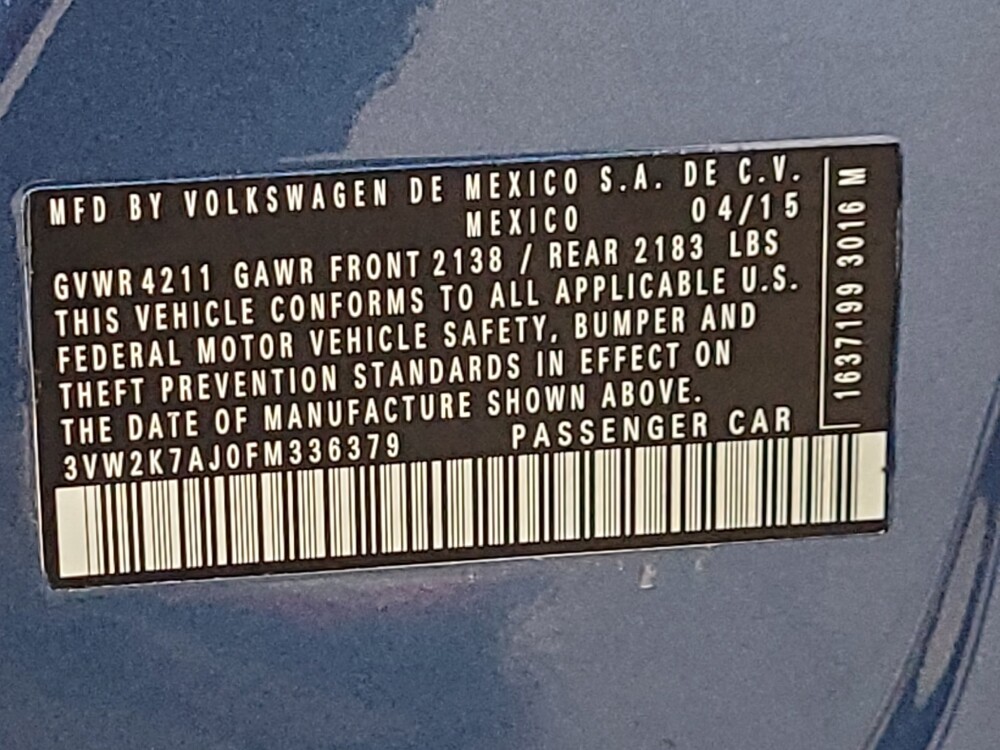 MFD BY VOLKSWAGEN DE MEXICO S.A. DE C.V.
MEXICO 04/15
GVWR 4211 GAWR FRONT 2138 / REAR 2183 LBS
THIS VEHICLE CONFORMS TO ALL APPLICABLE U.S.
FEDERAL MOTOR VEHICLE SAFETY, BUMPER AND
THEFT PREVENTION STANDARDS IN EFFECT ON
THE DATE OF MANUFACTURE SHOWN ABOVE.
3VW2K7AJ0FM336379 PASSENGER CAR
1637199 3016 M